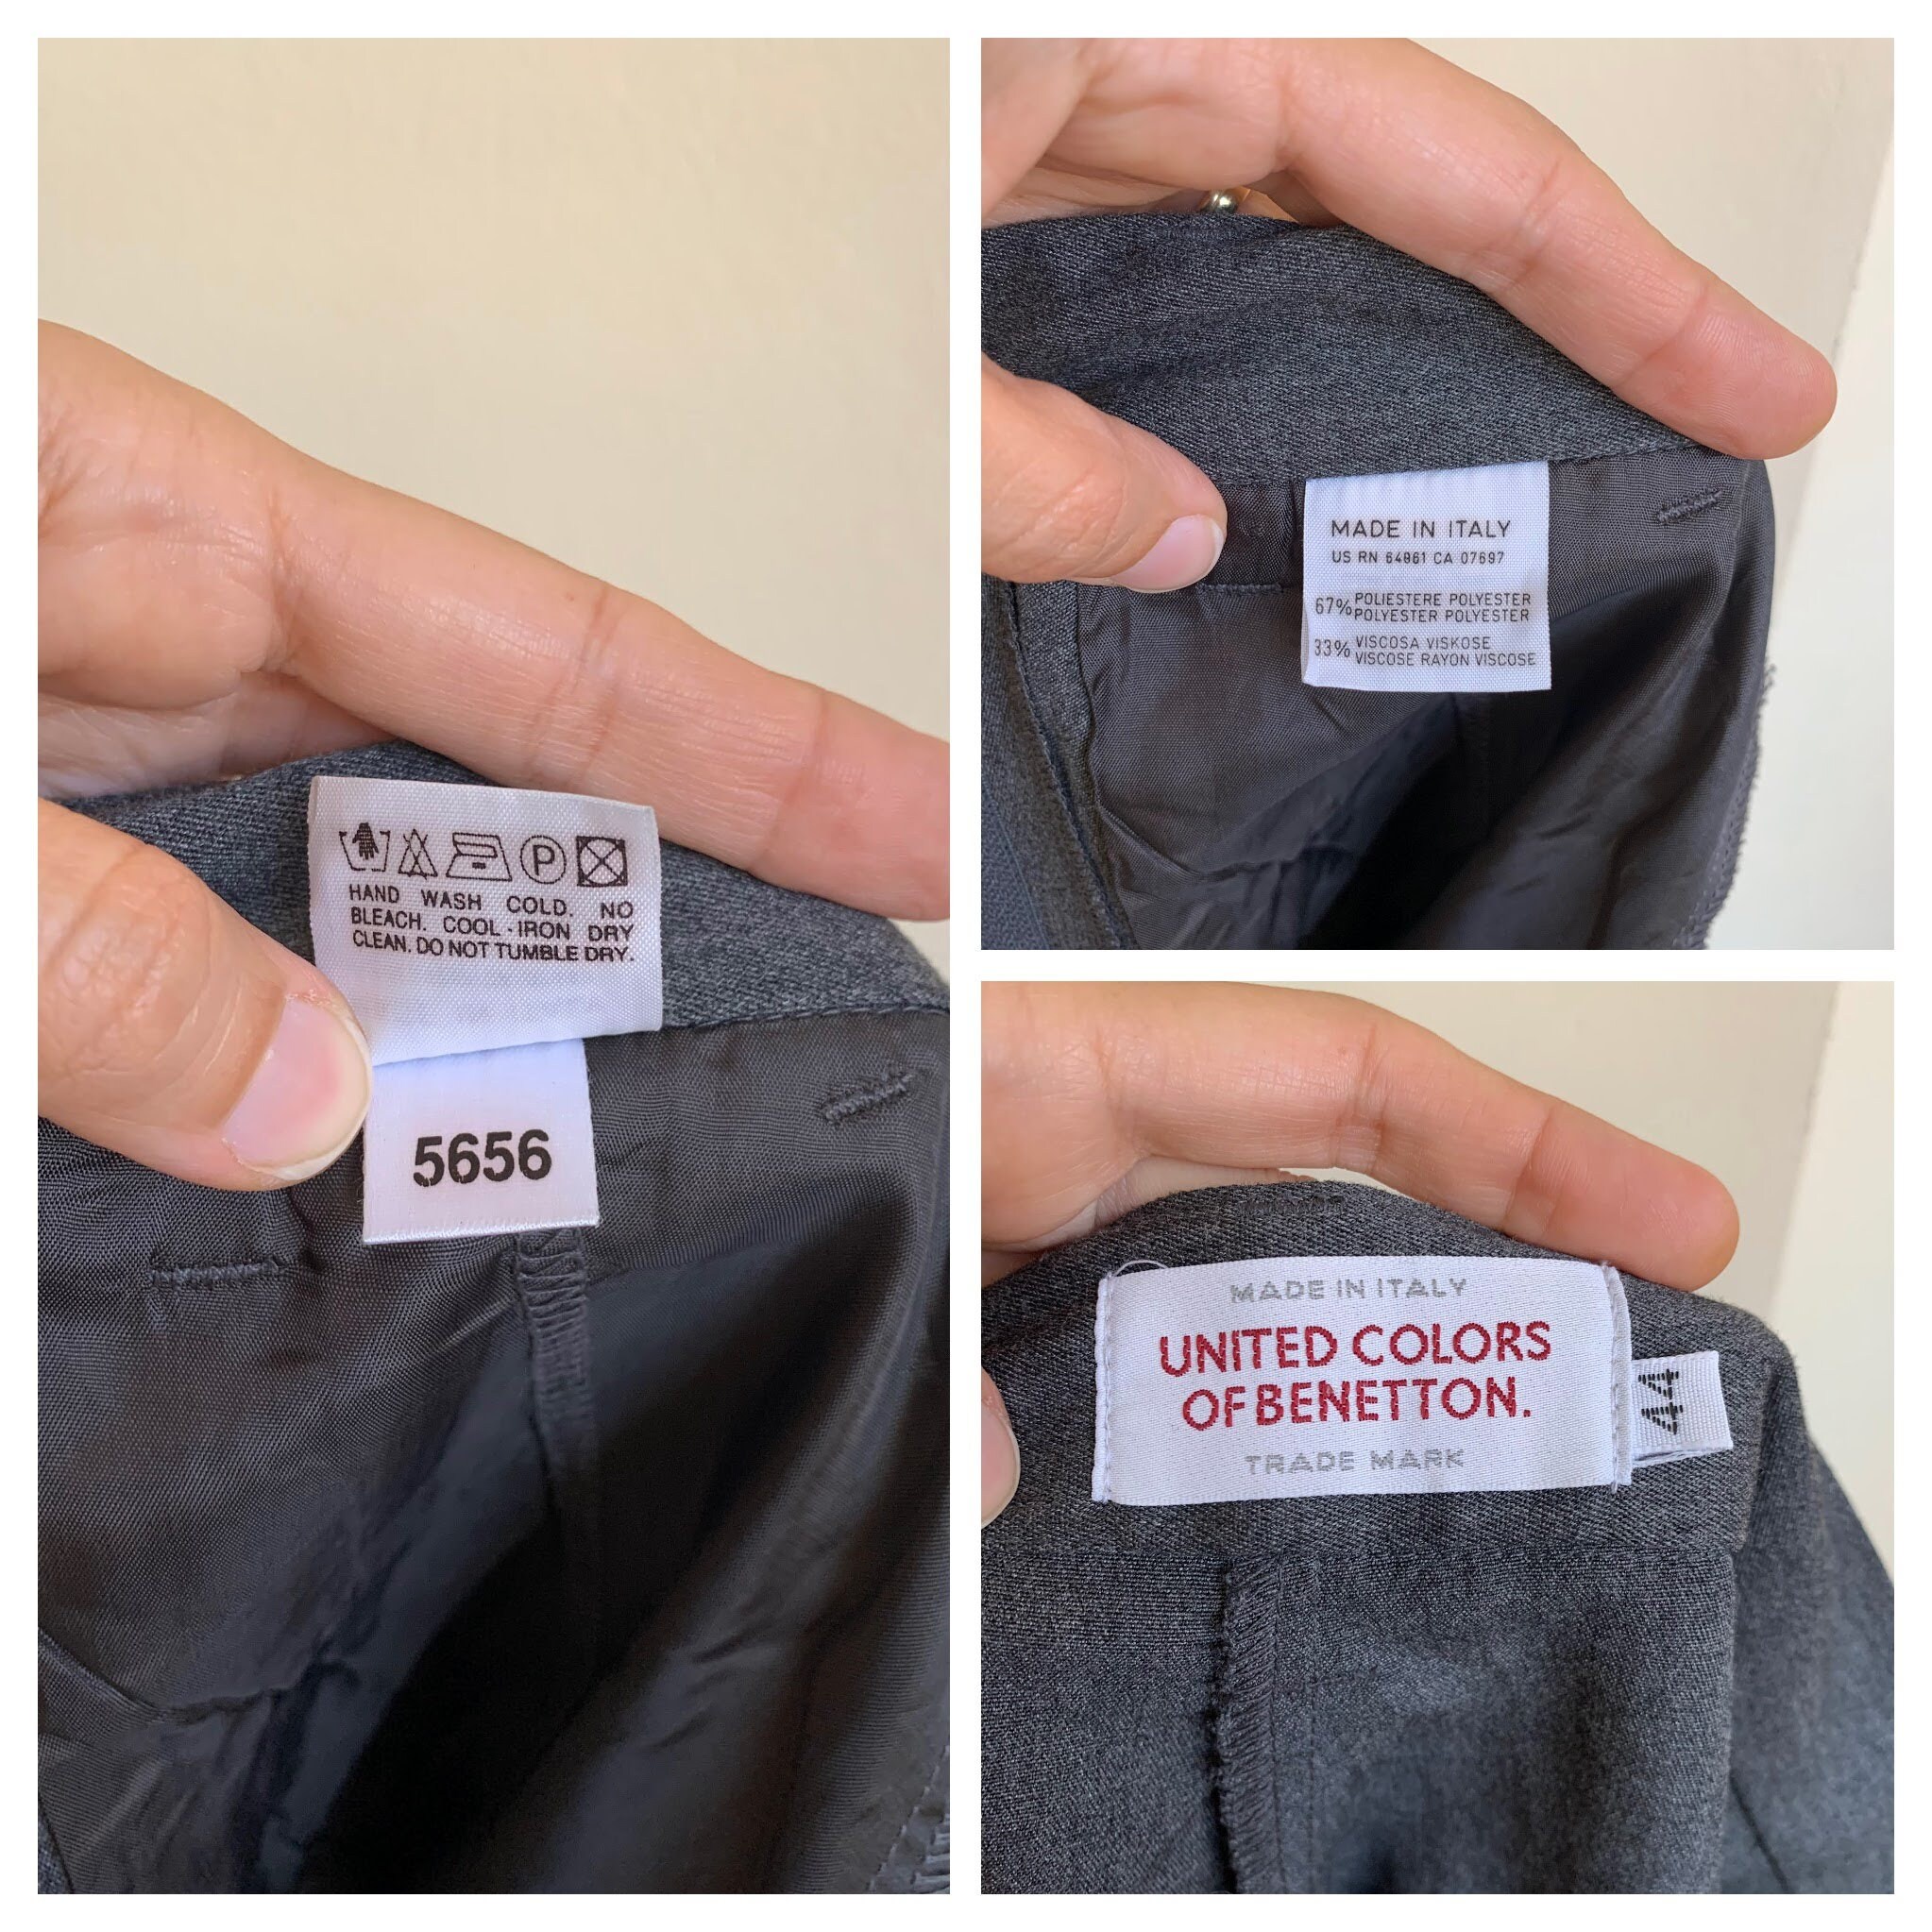 P
HAND WASH COLD. NO
BLEACH. COOL-IRON DRY
CLEAN. DO NOT TUMBLE DRY.
5656
MADE IN ITALY
US RN 64861 CA 07697
67% POLIESTERE POLYESTER
POLYESTER POLYESTER
33% VISCOSA VISKOSE
VISCOSE RAYON VISCOSE
MADE IN ITALY
UNITED COLORS
OF BENETTON.
TRADE MARK
44